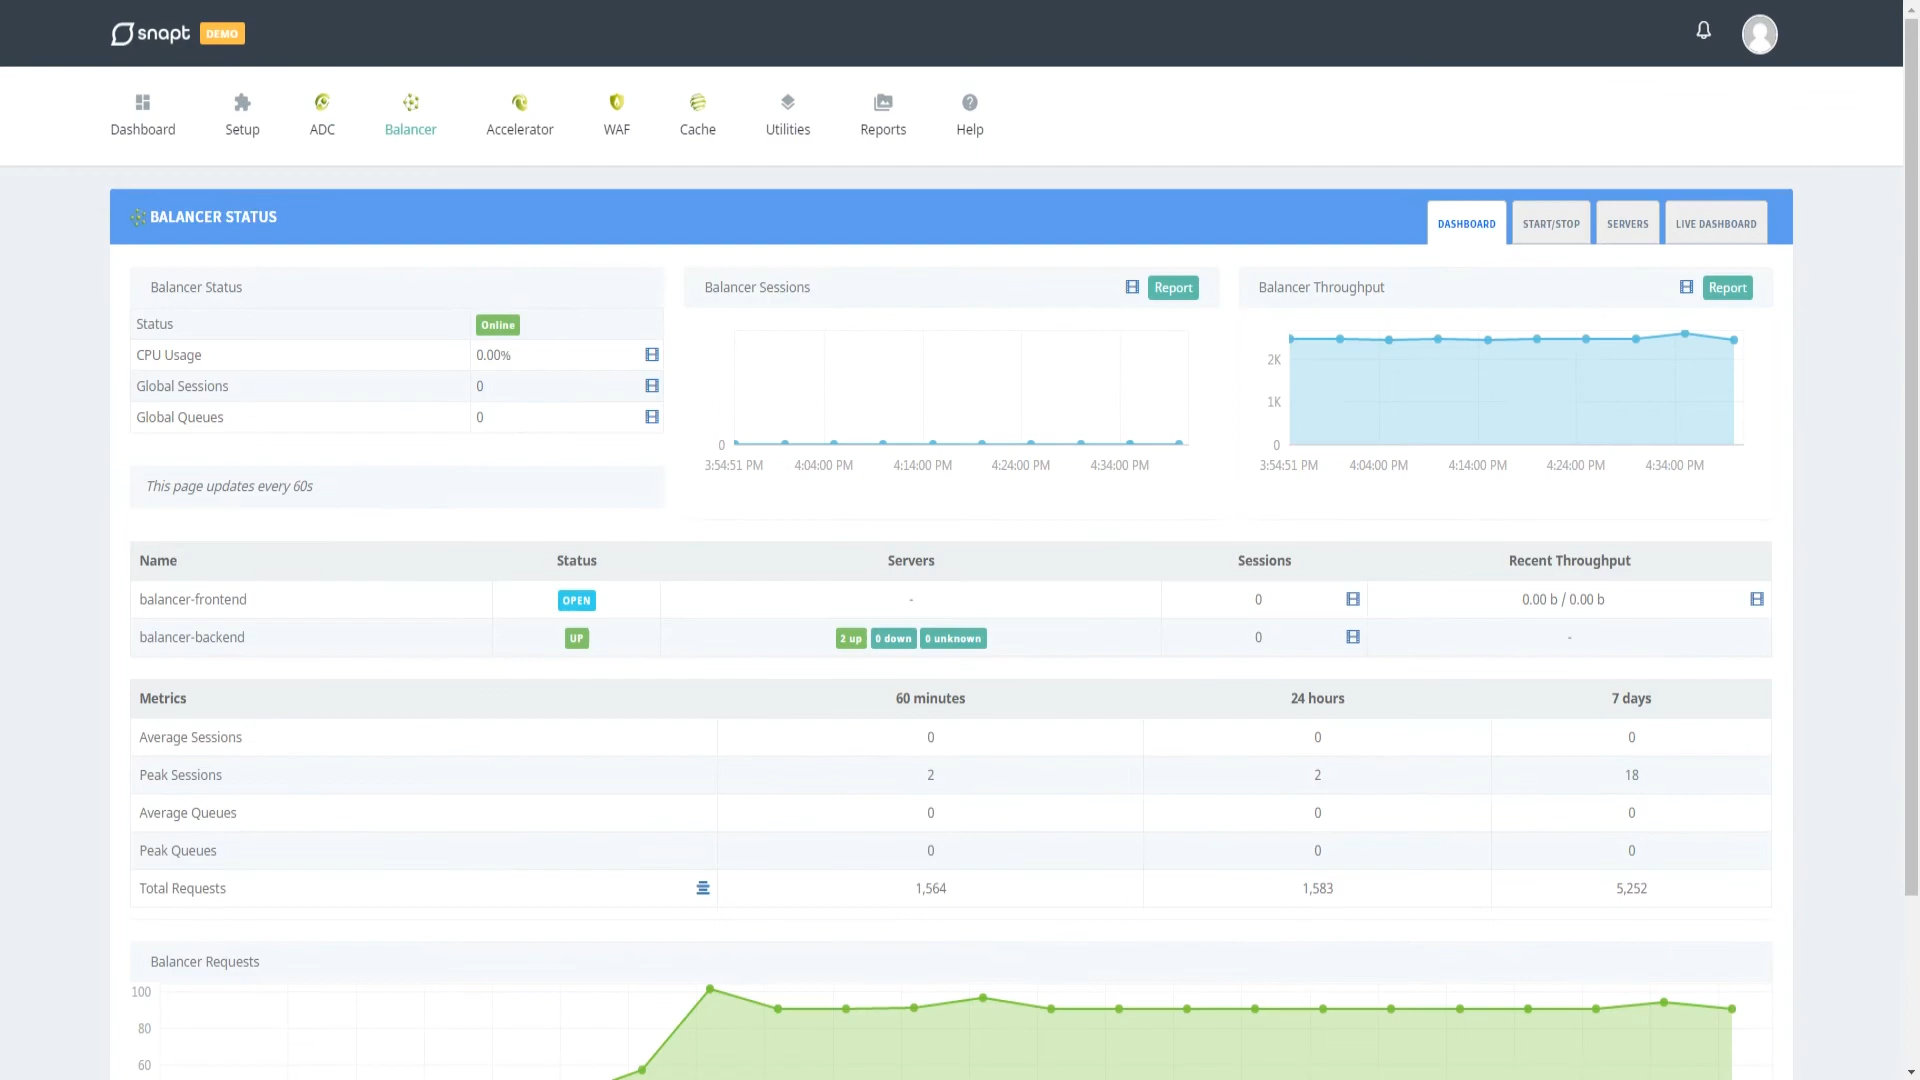 snapt DEMO
Dashboard Setup ADC Balancer Accelerator WAF Cache Utilities Reports Help
BALANCER STATUS
DASHBOARD START/STOP SERVERS LIVE DASHBOARD
Balancer Status
Status Online
CPU Usage 0.00%
Global Sessions 0
Global Queues 0
This page updates every 60s
Balancer Sessions Report
0
3:54:51 PM 4:04:00 PM 4:14:00 PM 4:24:00 PM 4:34:00 PM
Balancer Throughput Report
2K
1K
0
3:54:51 PM 4:04:00 PM 4:14:00 PM 4:24:00 PM 4:34:00 PM
Name Status Servers Sessions Recent Throughput
balancer-frontend OPEN - 0 0.00 b / 0.00 b
balancer-backend UP 2 up 0 down 0 unknown 0 -
Metrics 60 minutes 24 hours 7 days
Average Sessions 0 0 0
Peak Sessions 2 2 18
Average Queues 0 0 0
Peak Queues 0 0 0
Total Requests 1,564 1,583 5,252
Balancer Requests
100
80
60